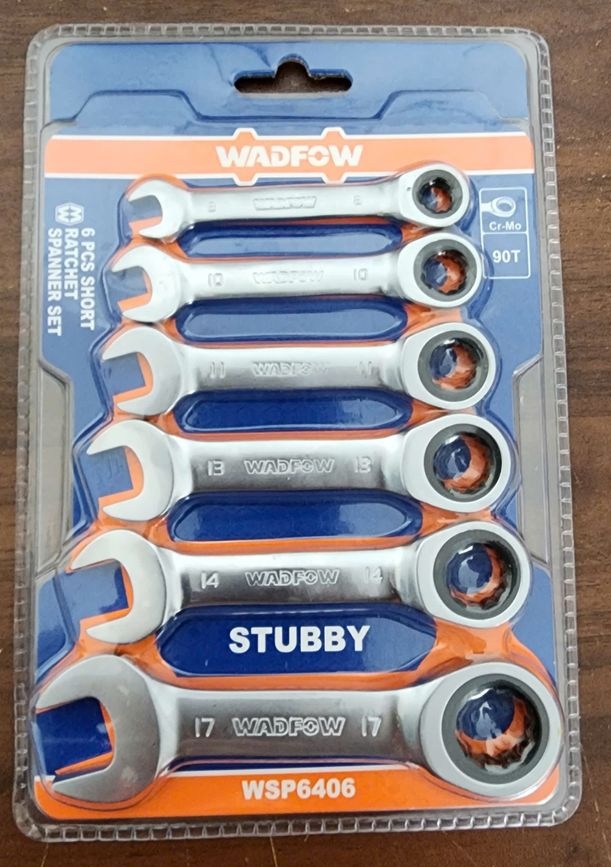 WADFOW
6 PCS SHORT
RATCHET
SPANNER SET
Cr-Mo
90T
8 WADFOW 8
10 WADFOW 10
11 WADFOW 11
13 WADFOW 13
14 WADFOW 14
STUBBY
17 WADFOW 17
WSP6406